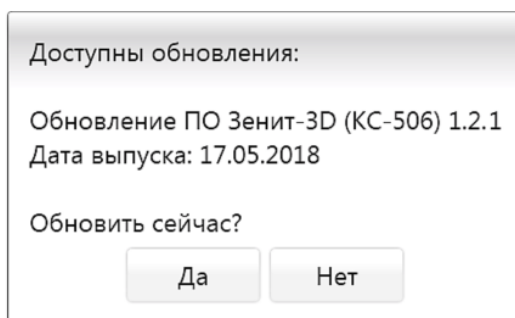 Доступны обновления:
Обновление ПО Зенит-3D (КС-506) 1.2.1
Дата выпуска: 17.05.2018
Обновить сейчас?
Да
Нет